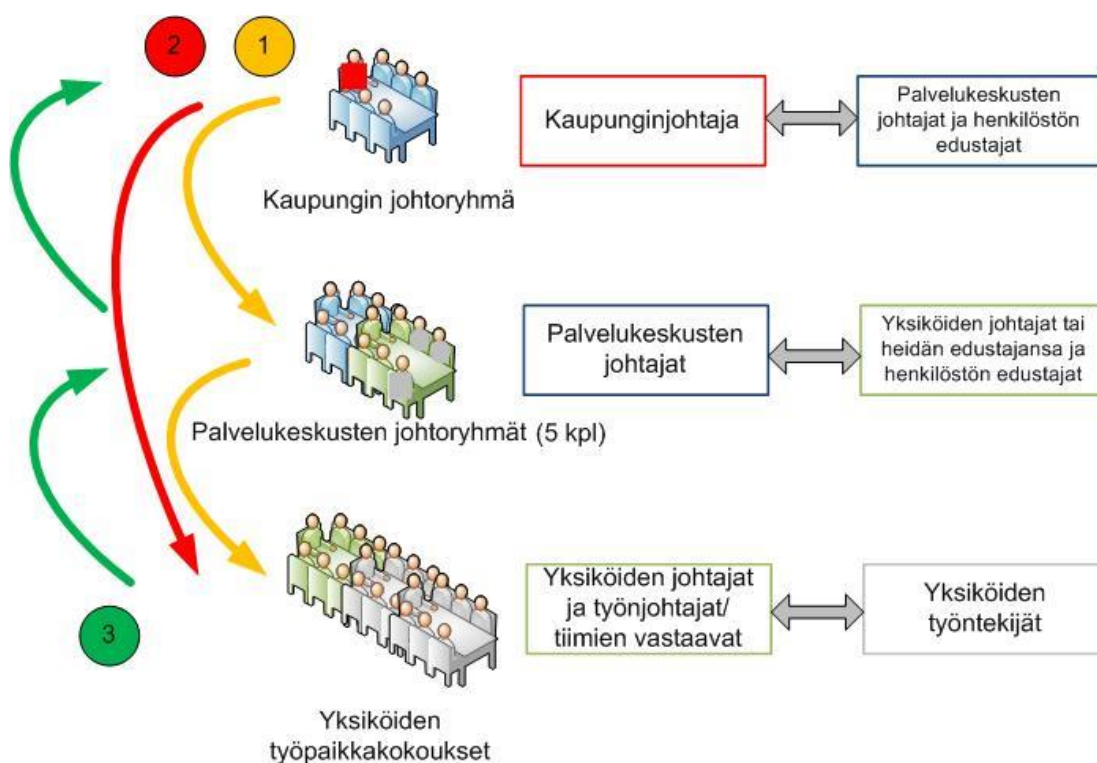 2
1
Kaupunginjohtaja
Palvelukeskusten
johtajat ja henkilöstön
edustajat
Kaupungin johtoryhmä
Palvelukeskusten
johtajat
Yksiköiden johtajat tai
heidän edustajansa ja
henkilöstön edustajat
Palvelukeskusten johtoryhmät (5 kpl)
Yksiköiden johtajat
ja työnjohtajat/
tiimien vastaavat
Yksiköiden
työntekijät
3
Yksiköiden
työpaikkakokoukset